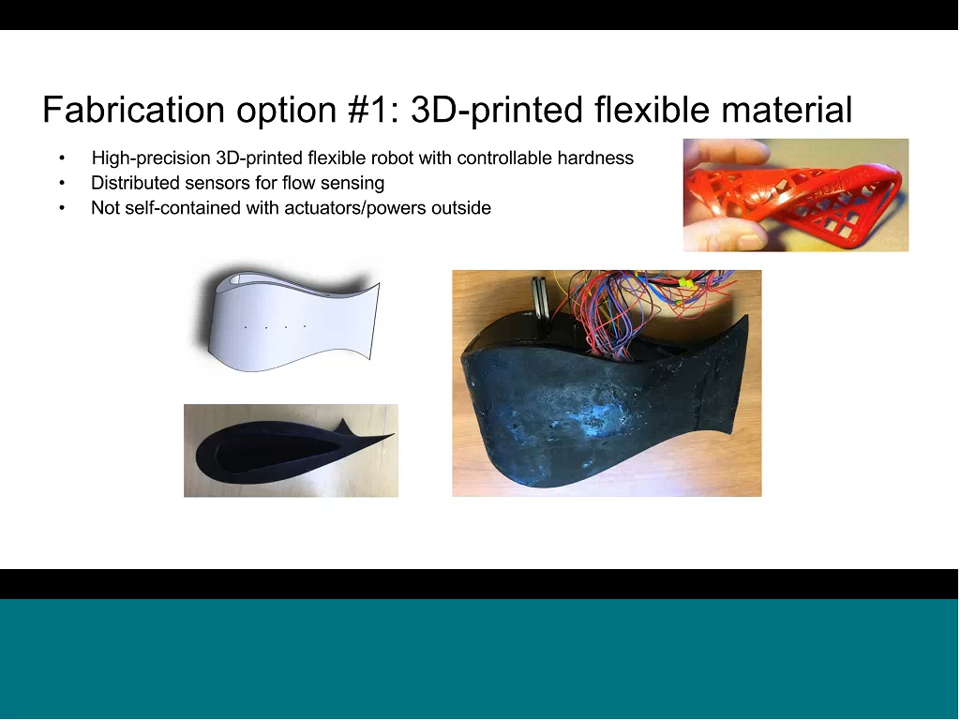 Fabrication option #1: 3D-printed flexible material
• High-precision 3D-printed flexible robot with controllable hardness
• Distributed sensors for flow sensing
• Not self-contained with actuators/powers outside